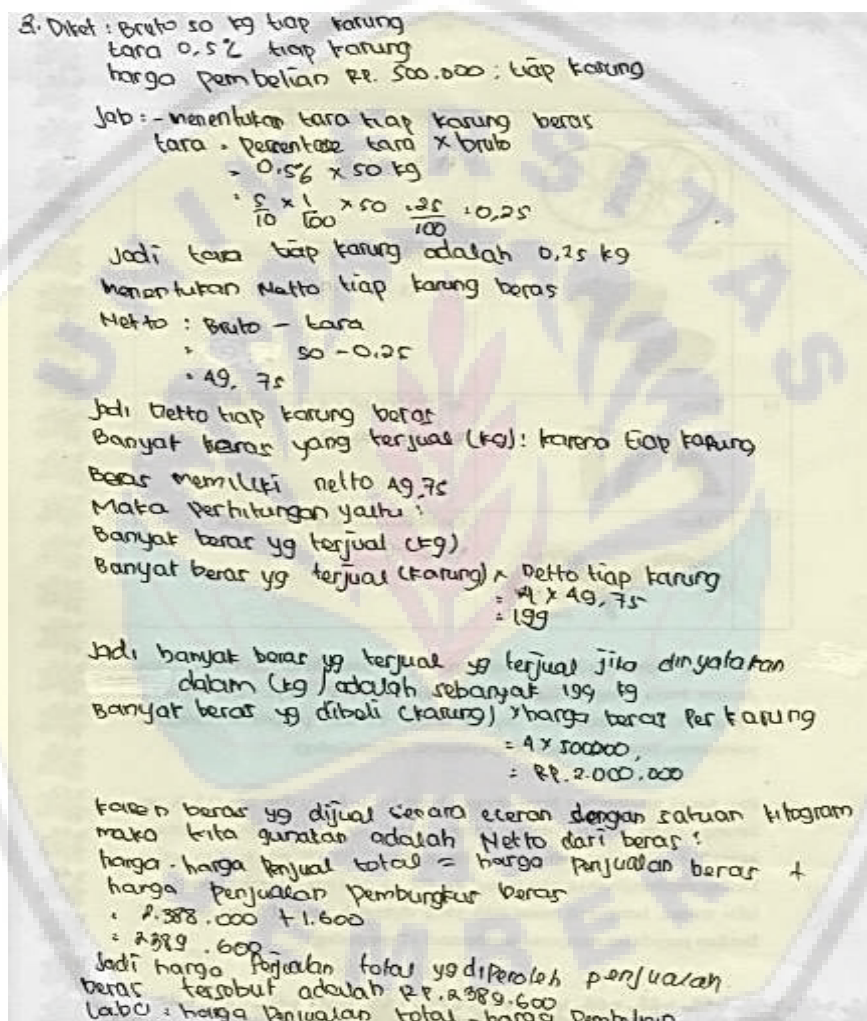 2. Diket : Bruto 50 kg tiap karung
tara 0,5% tiap karung
harga pembelian RP. 500.000 : tiap karung
Jab : - menentukan tara tiap karung beras
tara = Persentase tara x bruto
= 0.5% x 50 kg
= 5/10 x 1/100 x 50 = 25/100 = 0,25
Jadi tara tiap karung adalah 0,25 kg
menentukan Netto tiap karung beras
Netto : Bruto - tara
= 50 - 0.25
= 49,75
Jadi netto tiap karung beras
Banyak beras yang terjual (kg) : karena tiap karung
Beras memiliki netto 49,75
Maka perhitungan yaitu :
Banyak beras yg terjual (kg)
Banyak beras yg terjual (karung) x Netto tiap karung
= 4 x 49,75
= 199
Jadi banyak beras yg terjual yg terjual jika dinyatakan
dalam (kg) adalah sebanyak 199 kg
Banyak beras yg dibeli (karung) x harga beras Per karung
= 4 x 500000,
= RP. 2.000.000
karen beras yg dijual secara eceran dengan satuan kilogram
maka kita gunakan adalah Netto dari beras :
harga - harga Penjual total = harga penjualan beras +
harga penjualan pembungkus beras
= 2.388.000 + 1.600
= 2389.600
Jadi harga Penjualan total yg diperoleh penjualan
beras tersebut adalah RP. 2389.600
Laba : harga Penjualan total - harga Pembelian
UNIVERSITAS
JEMBER